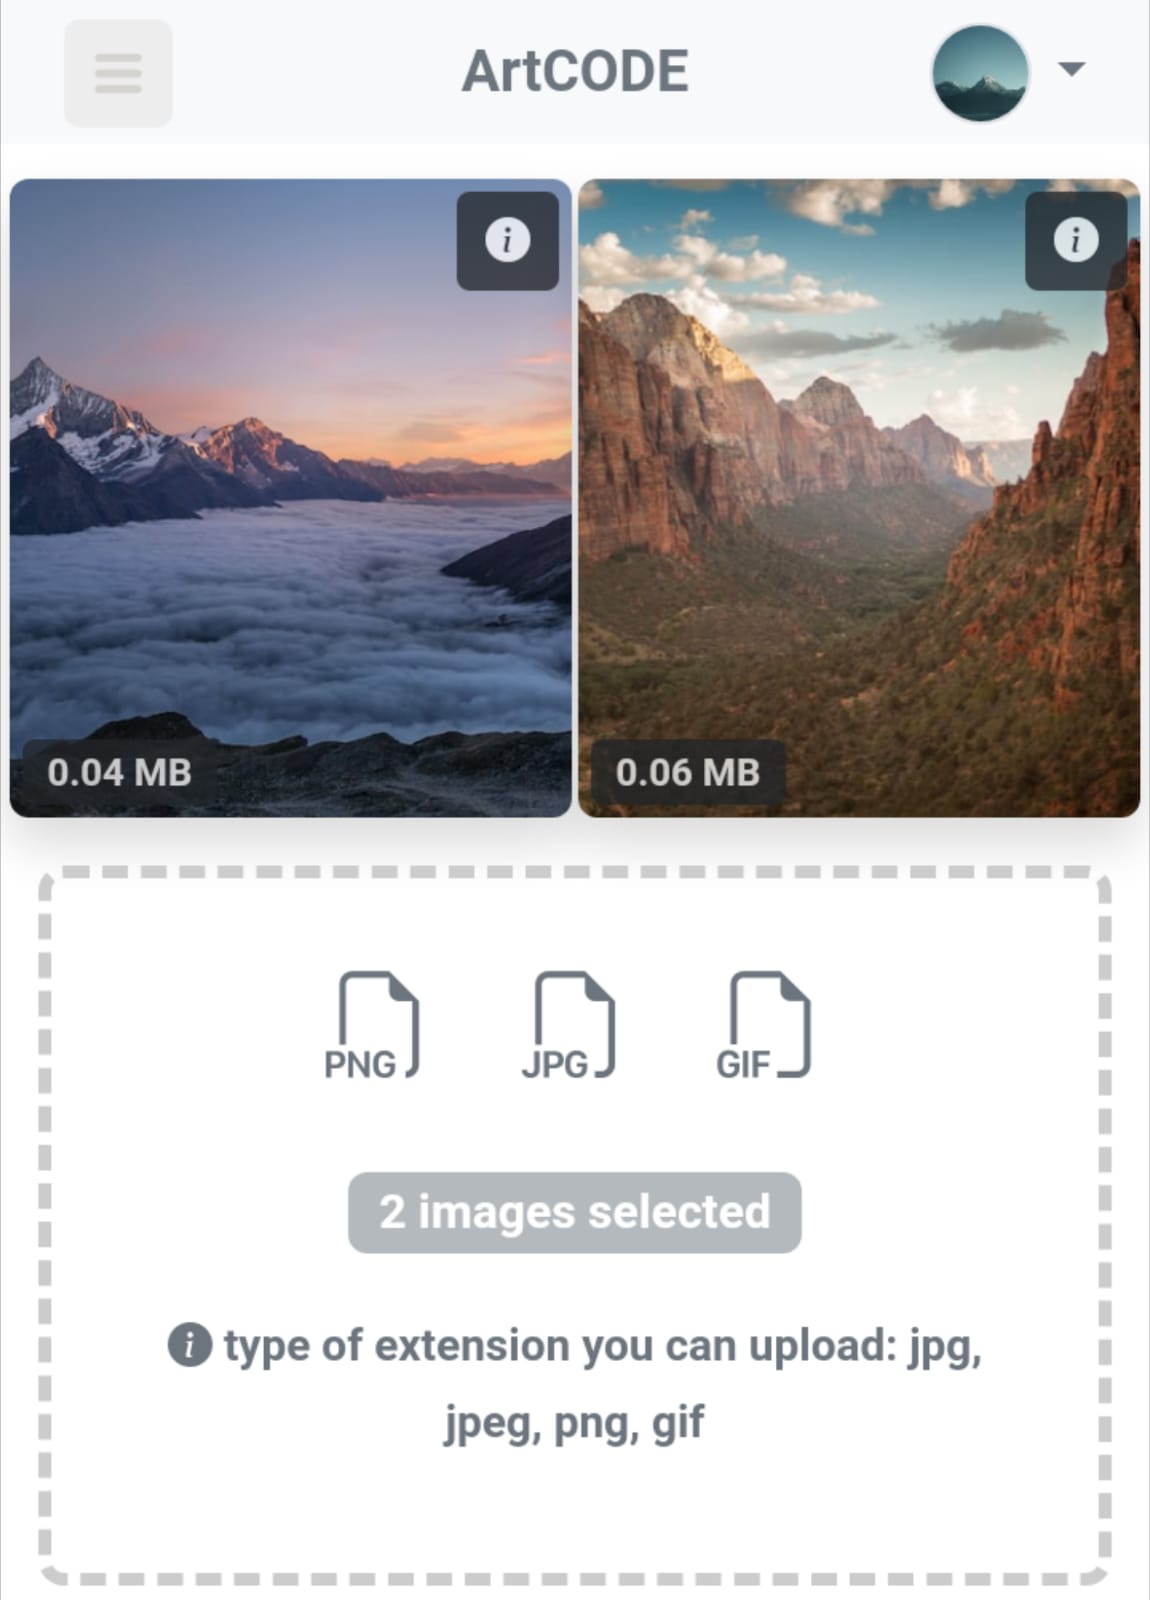 ArtCODE
0.04 MB
0.06 MB
PNG
JPG
GIF
2 images selected
type of extension you can upload: jpg,
jpeg, png, gif